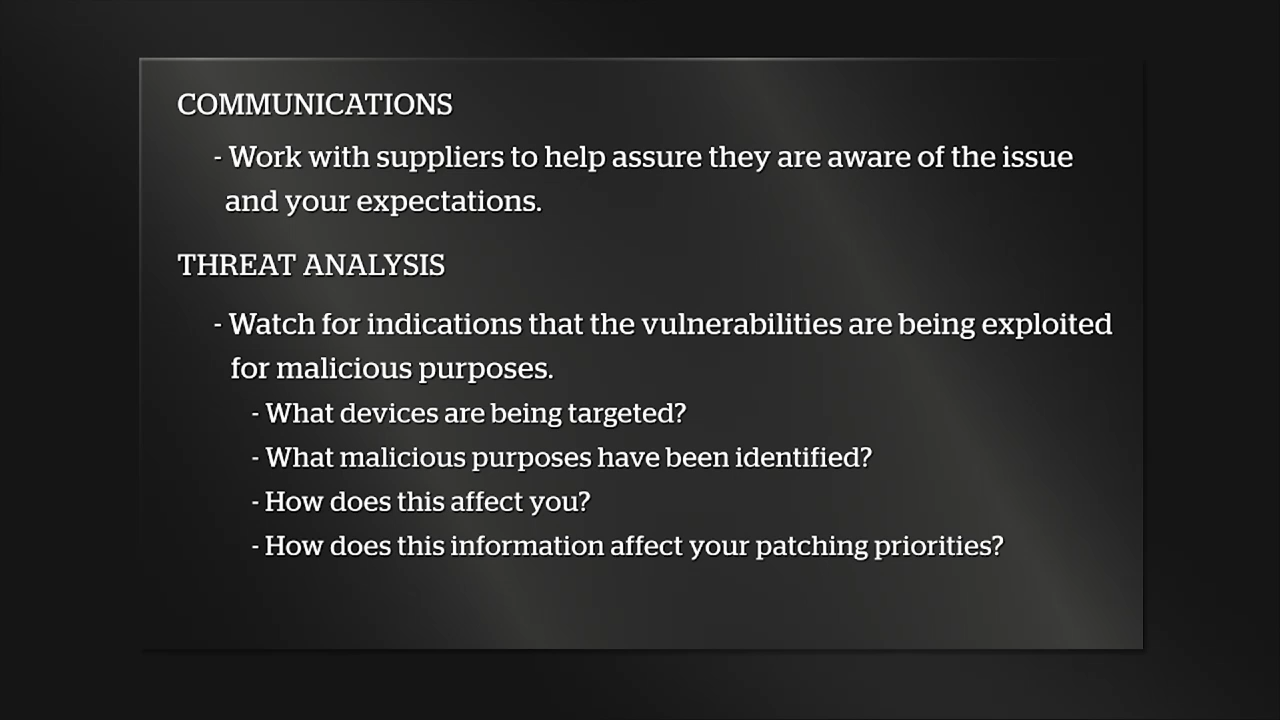 COMMUNICATIONS
- Work with suppliers to help assure they are aware of the issue
and your expectations.
THREAT ANALYSIS
- Watch for indications that the vulnerabilities are being exploited
for malicious purposes.
- What devices are being targeted?
- What malicious purposes have been identified?
- How does this affect you?
- How does this information affect your patching priorities?